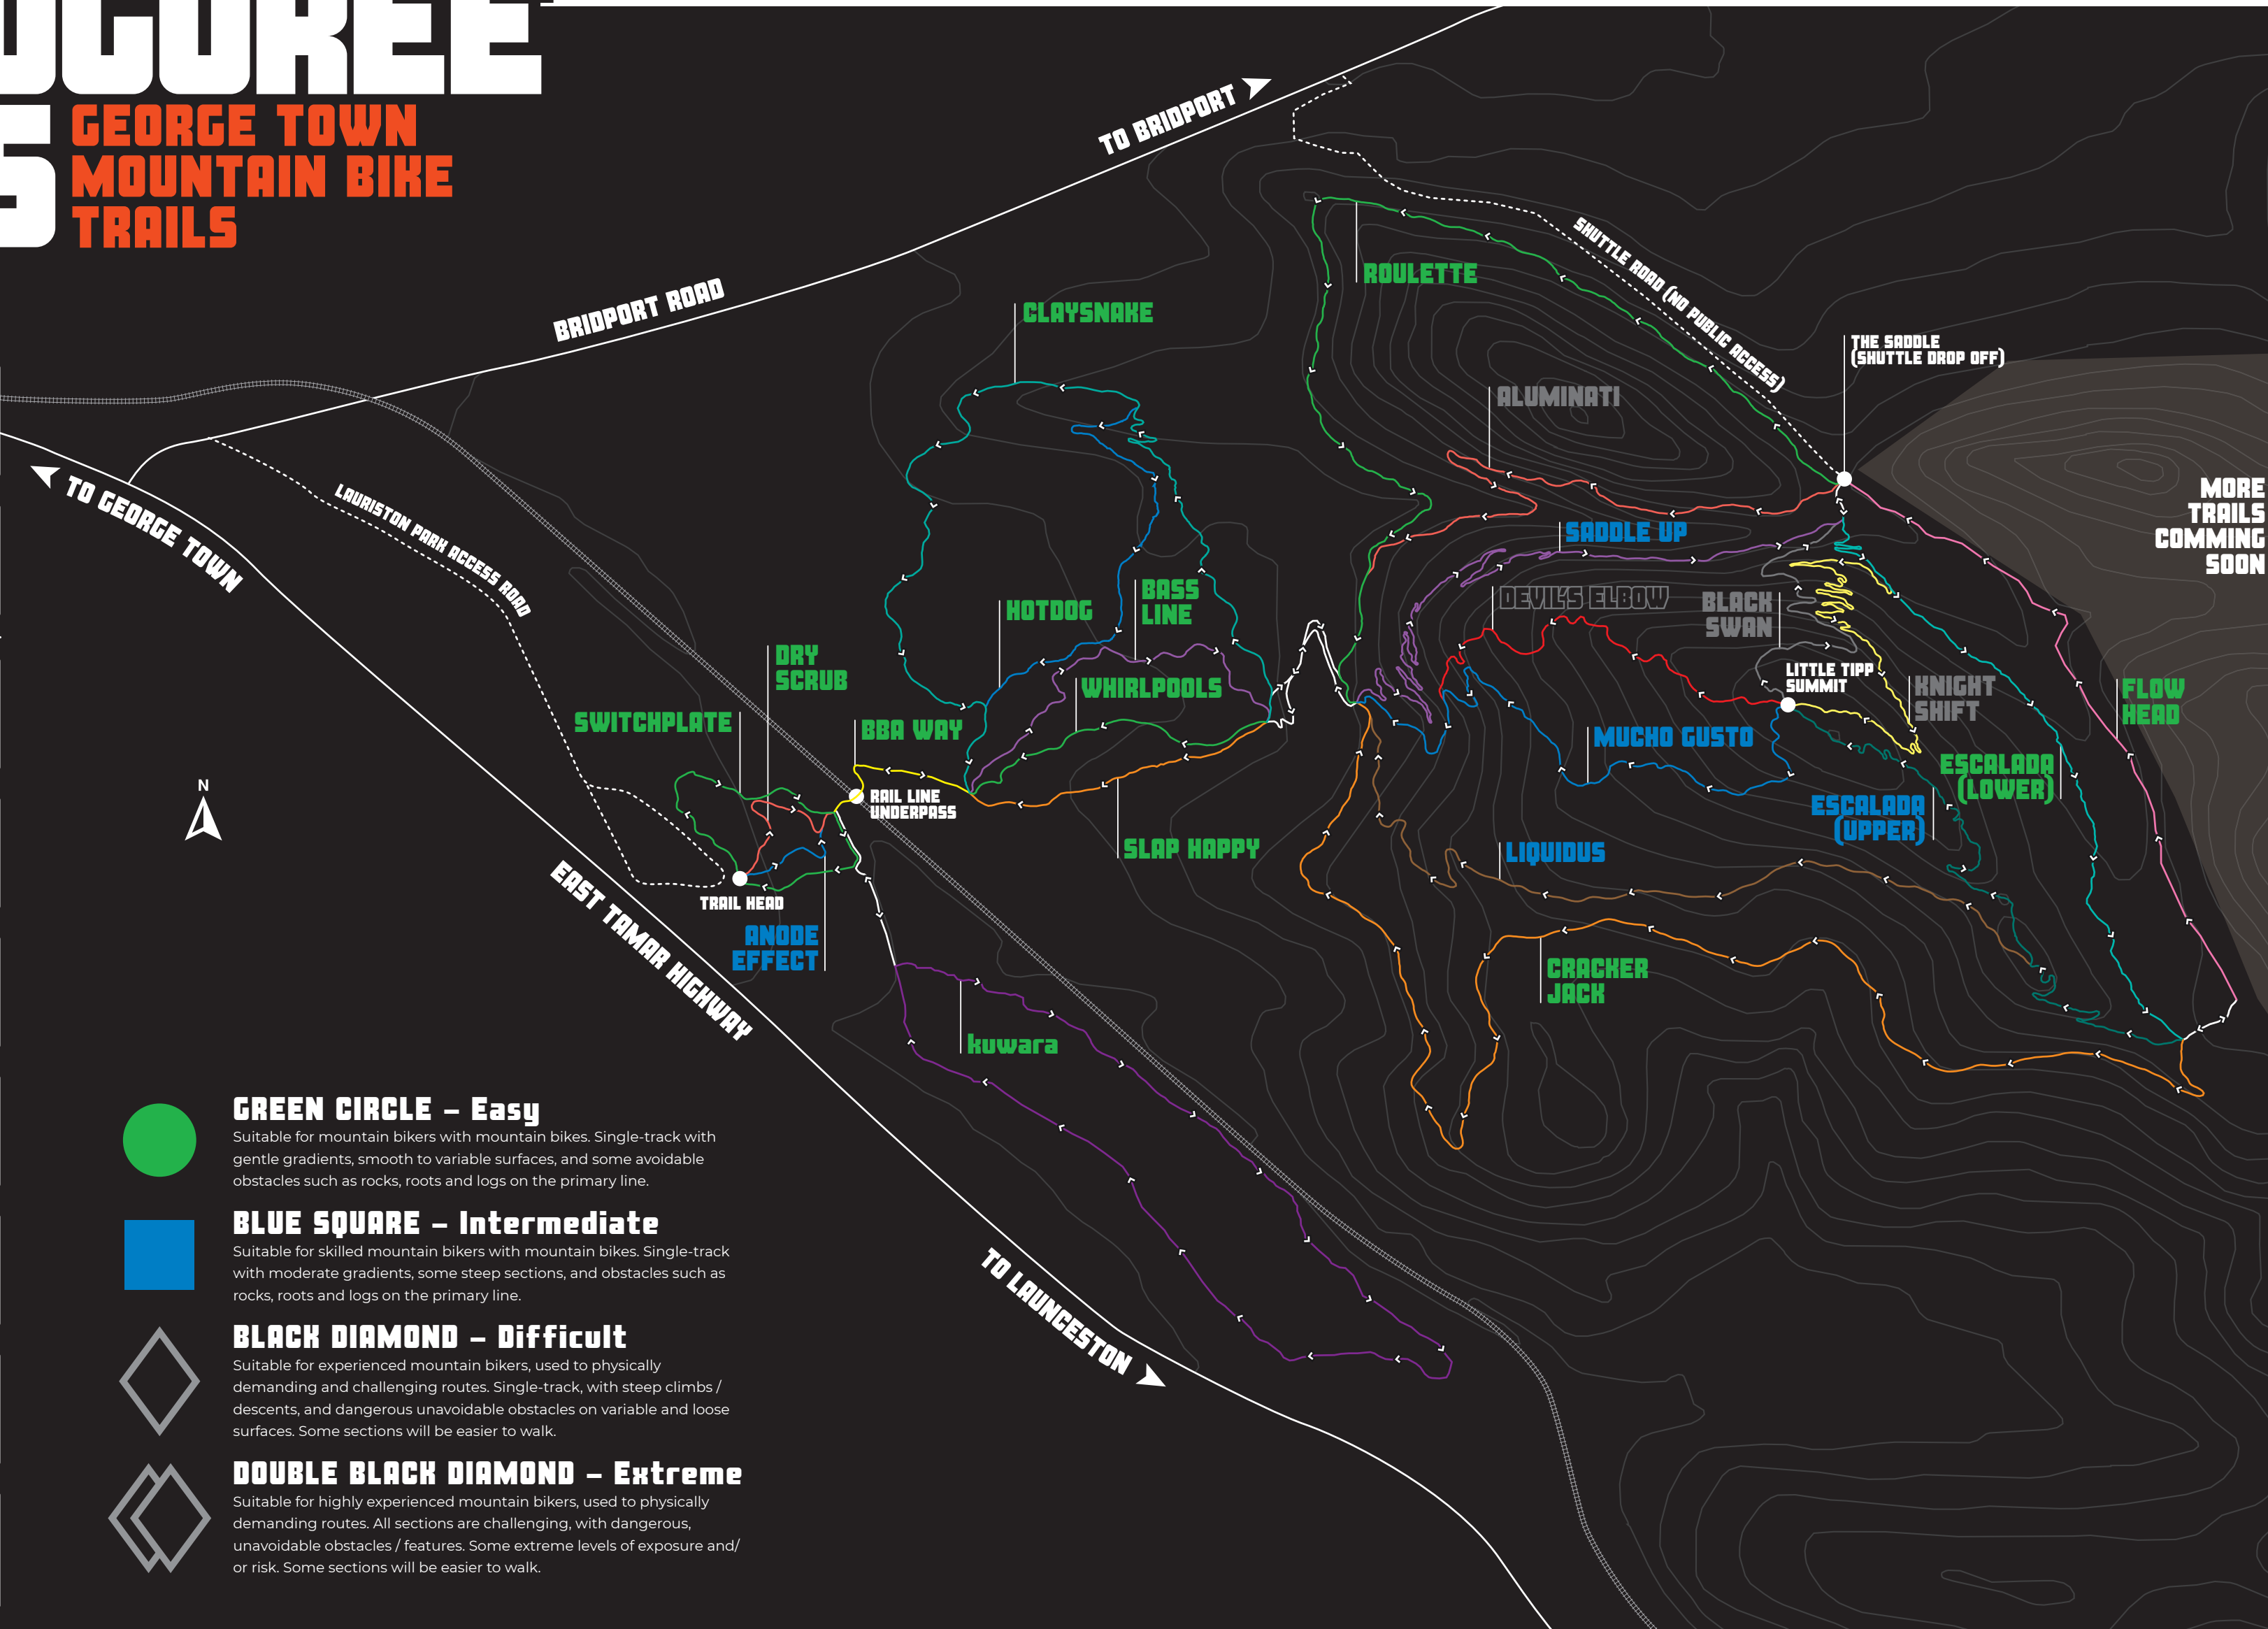 GEORGE TOWN
MOUNTAIN BIKE
TRAILS
TO BRIDPORT
BRIDPORT ROAD
SHUTTLE ROAD (NO PUBLIC ACCESS)
ROULETTE
CLAYSNAKE
THE SADDLE
(SHUTTLE DROP OFF)
ALUMINATI
TO GEORGE TOWN
LAURISTON PARK ACCESS ROAD
MORE
TRAILS
COMMING
SOON
SADDLE UP
HOTDOG
BASS
LINE
DEVIL'S ELBOW
BLACK
SWAN
DRY
SCRUB
LITTLE TIPP
SUMMIT
WHIRLPOOLS
KNIGHT
SHIFT
FLOW
HEAD
SWITCHPLATE
BBA WAY
MUCHO GUSTO
ESCALADA
(LOWER)
N
RAIL LINE
UNDERPASS
ESCALADA
(UPPER)
SLAP HAPPY
LIQUIDUS
TRAIL HEAD
EAST TAMAR HIGHWAY
ANODE
EFFECT
CRACKER
JACK
kuwara
TO LAUNCESTON
GREEN CIRCLE – Easy
Suitable for mountain bikers with mountain bikes. Single-track with
gentle gradients, smooth to variable surfaces, and some avoidable
obstacles such as rocks, roots and logs on the primary line.
BLUE SQUARE – Intermediate
Suitable for skilled mountain bikers with mountain bikes. Single-track
with moderate gradients, some steep sections, and obstacles such as
rocks, roots and logs on the primary line.
BLACK DIAMOND – Difficult
Suitable for experienced mountain bikers, used to physically
demanding and challenging routes. Single-track, with steep climbs /
descents, and dangerous unavoidable obstacles on variable and loose
surfaces. Some sections will be easier to walk.
DOUBLE BLACK DIAMOND – Extreme
Suitable for highly experienced mountain bikers, used to physically
demanding routes. All sections are challenging, with dangerous,
unavoidable obstacles / features. Some extreme levels of exposure and/
or risk. Some sections will be easier to walk.